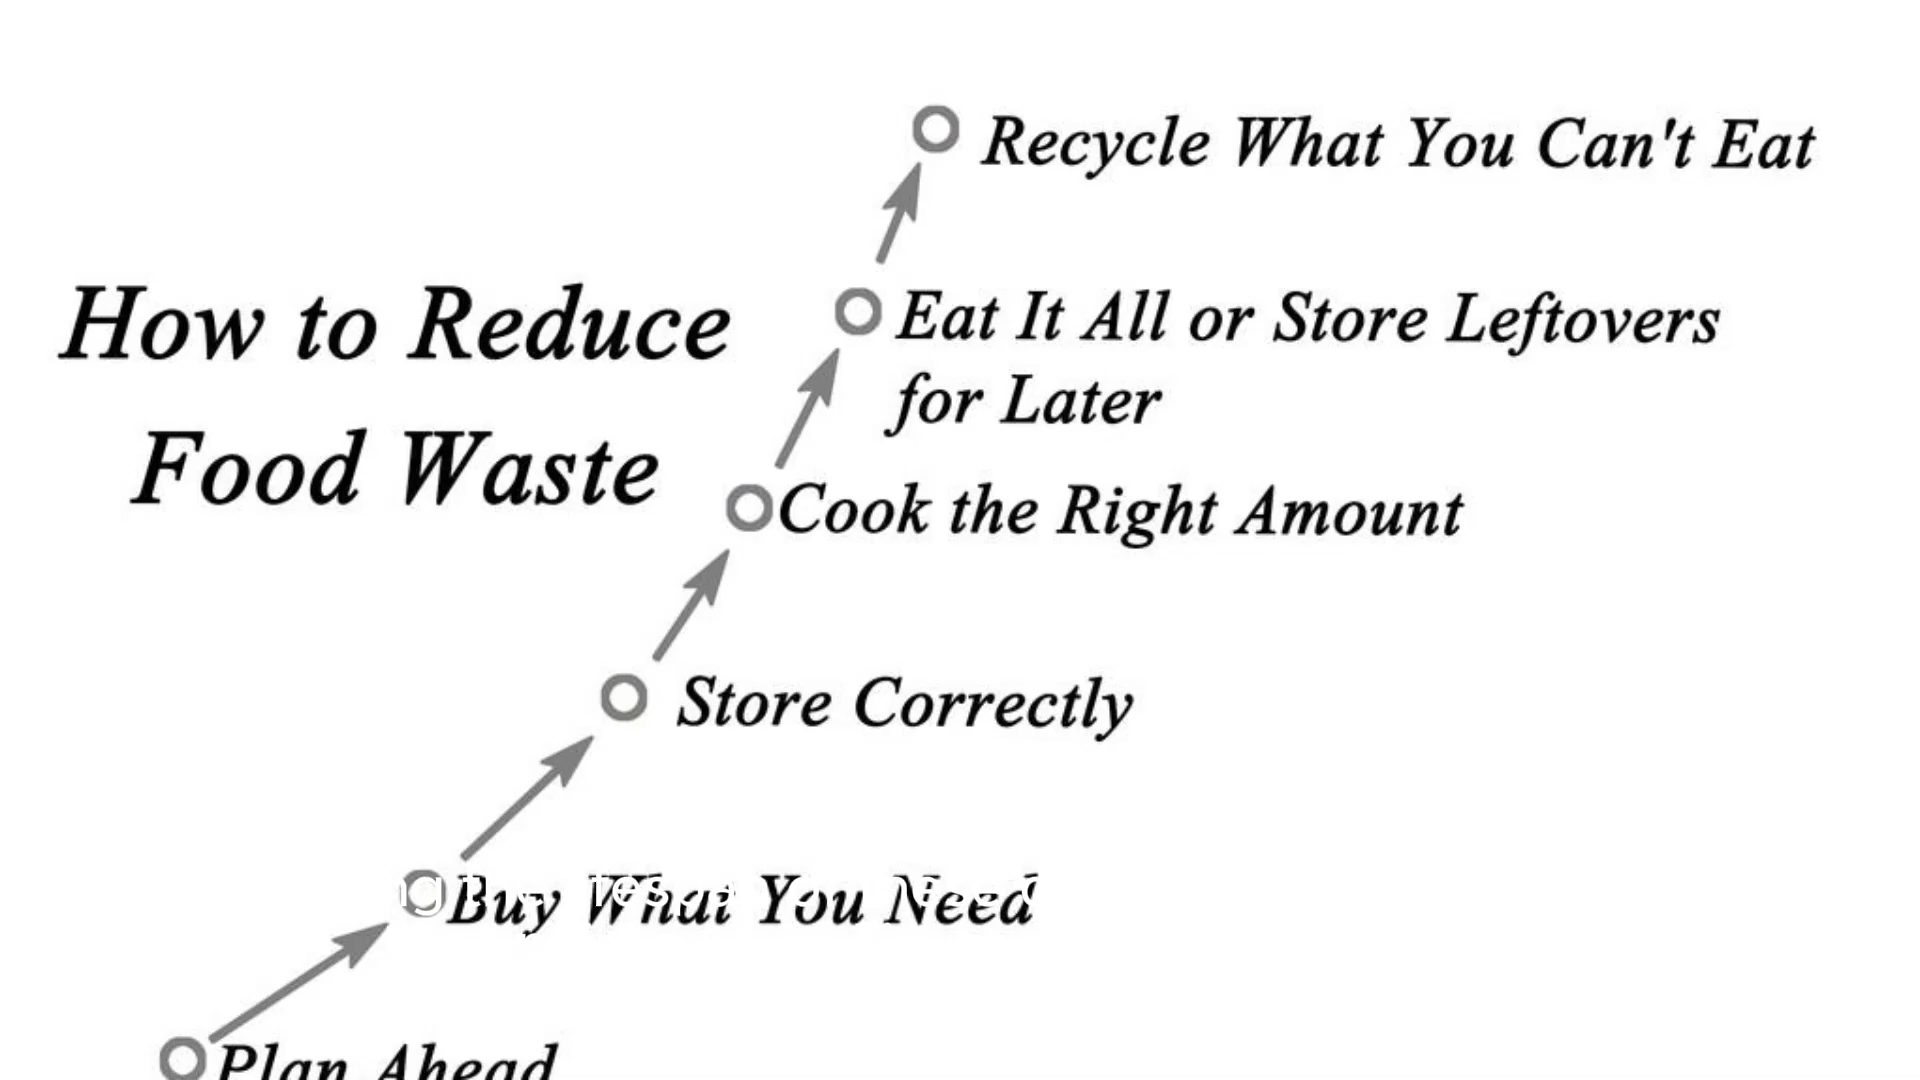 Recycle What You Can't Eat
How to Reduce
Food Waste
Eat It All or Store Leftovers
for Later
Cook the Right Amount
Store Correctly
Buy What You Need
Plan Ahead